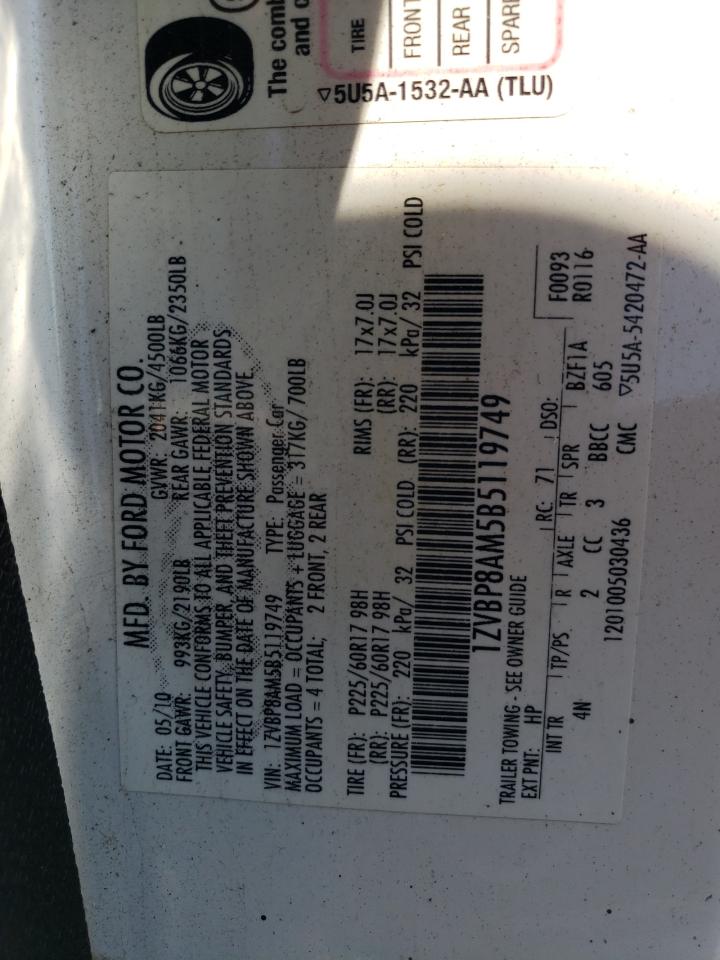 The comb
and c
TIRE
FRONT
REAR
SPARE
▽5U5A-1532-AA (TLU)
MFD. BY FORD MOTOR CO.
DATE: 05/10 GVWR: 2041KG/4500LB
FRONT GAWR: 993KG/2190LB REAR GAWR: 1066KG/2350LB
THIS VEHICLE CONFORMS TO ALL APPLICABLE FEDERAL MOTOR
VEHICLE SAFETY, BUMPER, AND THEFT PREVENTION STANDARDS
IN EFFECT ON THE DATE OF MANUFACTURE SHOWN ABOVE.
VIN: 1ZVBP8AM5B5119749 TYPE: Passenger Car
MAXIMUM LOAD = OCCUPANTS + LUGGAGE = 317KG/700LB
OCCUPANTS = 4 TOTAL; 2 FRONT, 2 REAR
TIRE (FR): P225/60R17 98H RIMS (FR): 17x7.0J
(RR): P225/60R17 98H (RR): 17x7.0J
PRESSURE (FR): 220 kPa/ 32 PSI COLD (RR): 220 kPa/ 32 PSI COLD
1ZVBP8AM5B5119749
TRAILER TOWING - SEE OWNER GUIDE
EXT PNT: HP RC: 71 DSO: F0093
INT TR TP/PS R AXLE TR SPR BZF1A R0116
4N 2 CC 3 BBCC 605
1201005030436 CMC ▽5U5A-5420472-AA